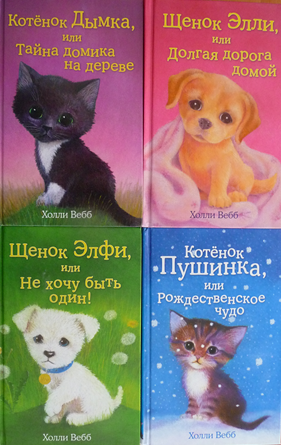 Котёнок Дымка,
или
Тайна домика
на дереве
Холли Вебб
Щенок Элли,
или
Долгая дорога
домой
Холли Вебб
Щенок Элфи,
или
Не хочу быть
один!
Холли Вебб
Котёнок
Пушинка,
или
Рождественское
чудо
Холли Вебб